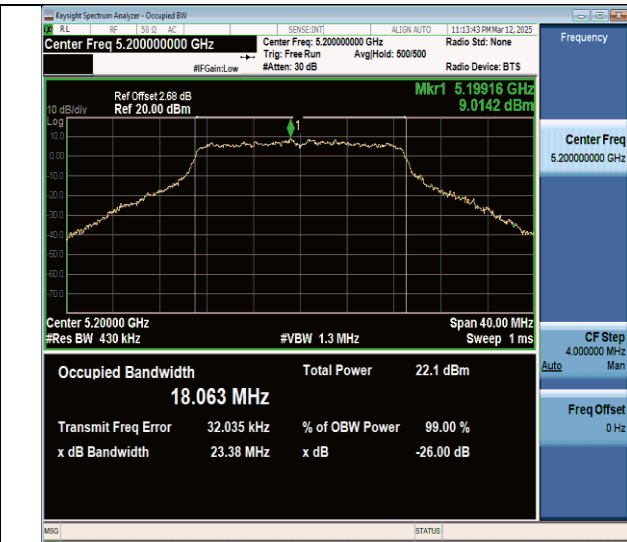 Keysight Spectrum Analyzer - Occupied BW
RL RF 50 Ω AC SENSE:INT ALIGN AUTO 11:13:43 PM Mar 12, 2025
Center Freq 5.200000000 GHz
Center Freq: 5.200000000 GHz
Radio Std: None
Trig: Free Run Avg|Hold: 500/500
#IFGain:Low #Atten: 30 dB Radio Device: BTS
Frequency
Mkr1 5.19916 GHz
9.0142 dBm
Ref Offset 2.68 dB
10 dB/div Ref 20.00 dBm
Log
1
10.0
0.00
-10.0
-20.0
-30.0
-40.0
-50.0
-60.0
-70.0
Center 5.20000 GHz Span 40.00 MHz
#Res BW 430 kHz #VBW 1.3 MHz Sweep 1 ms
Occupied Bandwidth Total Power 22.1 dBm
18.063 MHz
Transmit Freq Error 32.035 kHz % of OBW Power 99.00 %
x dB Bandwidth 23.38 MHz x dB -26.00 dB
Center Freq
5.200000000 GHz
CF Step
4.000000 MHz
Auto Man
Freq Offset
0 Hz
MSG STATUS